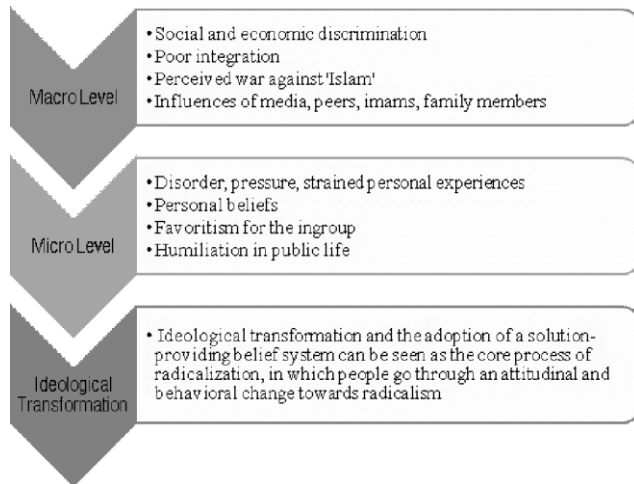 Macro Level
• Social and economic discrimination
• Poor integration
• Perceived war against 'Islam'
• Influences of media, peers, imams, family members
Micro Level
• Disorder, pressure, strained personal experiences
• Personal beliefs
• Favoritism for the ingroup
• Humiliation in public life
Ideological
Transformation
• Ideological transformation and the adoption of a solution-
providing belief system can be seen as the core process of
radicalization, in which people go through an attitudinal and
behavioral change towards radicalism